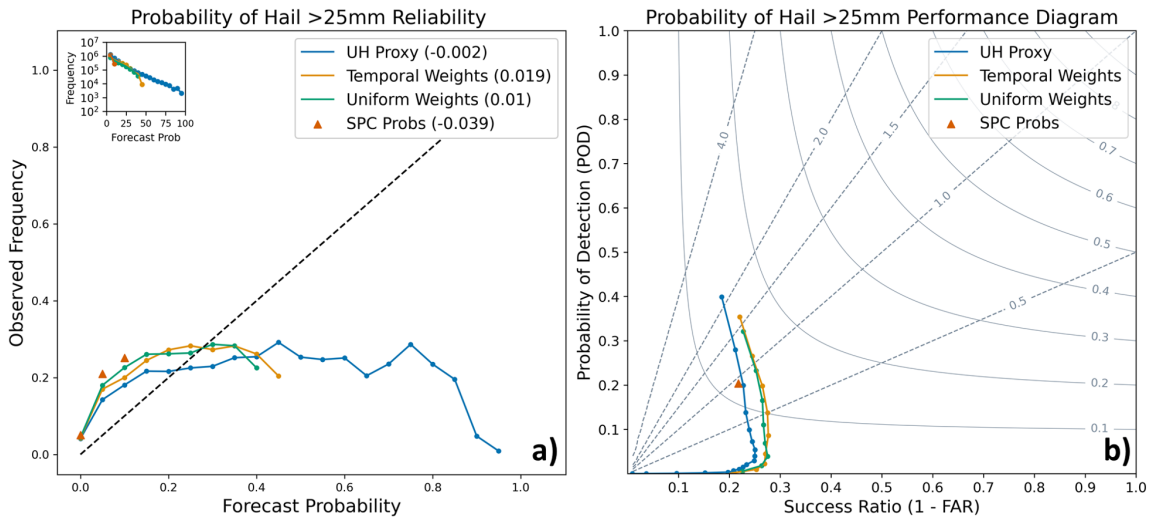 Probability of Hail >25mm Reliability
Observed Frequency
1.0
0.8
0.6
0.4
0.2
0.0
0.0 0.2 0.4 0.6 0.8 1.0
Forecast Probability
Frequency
10^7
10^6
10^5
10^4
10^3
10^2
0 25 50 75 100
Forecast Prob
UH Proxy (-0.002)
Temporal Weights (0.019)
Uniform Weights (0.01)
SPC Probs (-0.039)
a)
Probability of Hail >25mm Performance Diagram
Probability of Detection (POD)
1.0
0.9
0.8
0.7
0.6
0.5
0.4
0.3
0.2
0.1
0.1 0.2 0.3 0.4 0.5 0.6 0.7 0.8 0.9 1.0
Success Ratio (1 - FAR)
UH Proxy
Temporal Weights
Uniform Weights
SPC Probs
4.0
2.0
1.5
1.0
0.5
0.7
0.6
0.5
0.4
0.3
0.2
0.1
b)